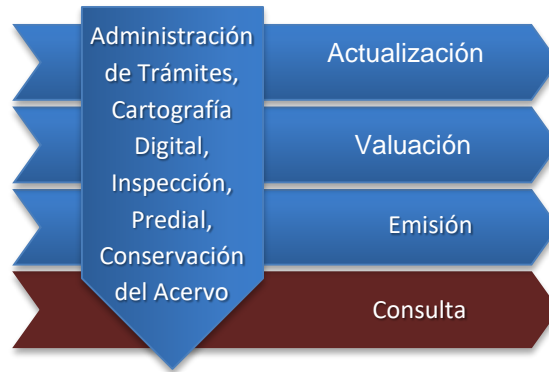 Administración
de Trámites,
Cartografía
Digital,
Inspección,
Predial,
Conservación
del Acervo
Actualización
Valuación
Emisión
Consulta